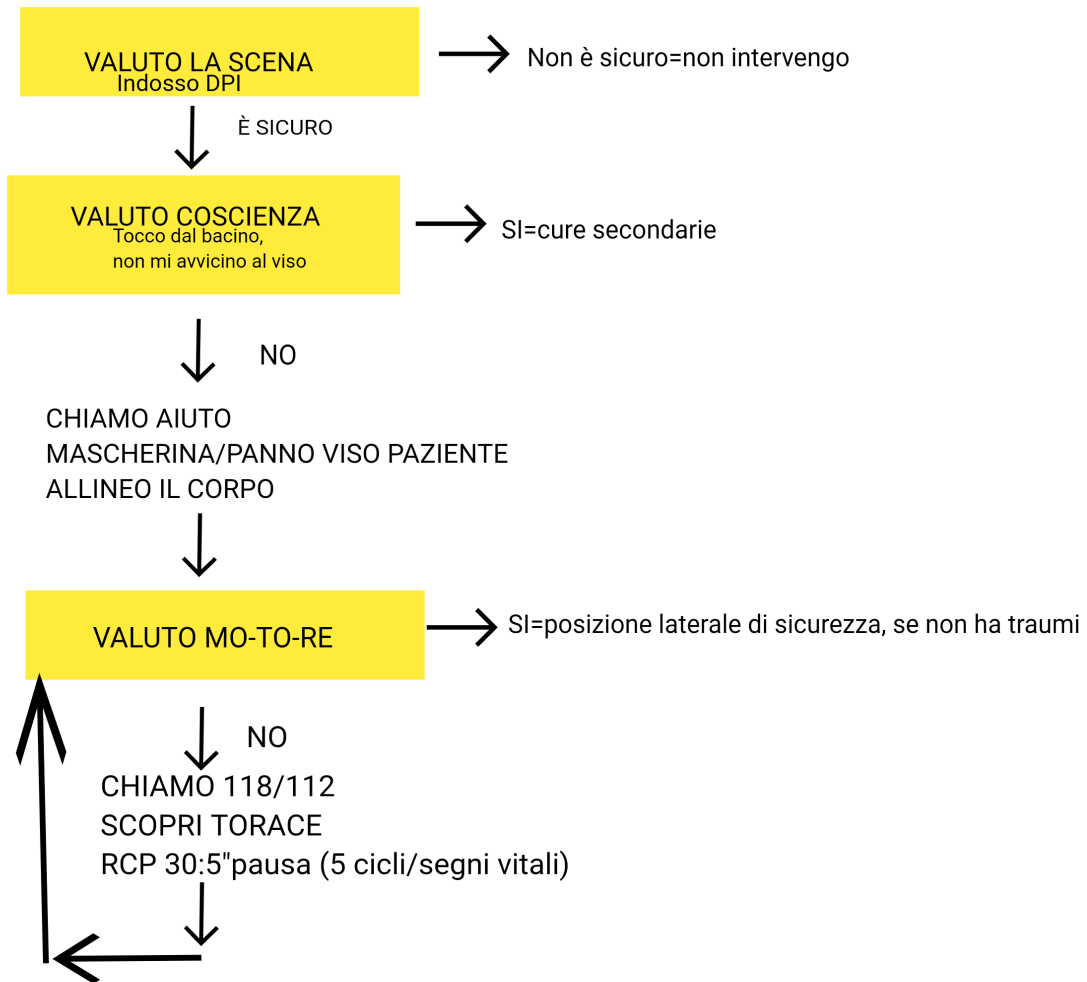 VALUTO LA SCENA
Indosso DPI
Non è sicuro=non intervengo
È SICURO
VALUTO COSCIENZA
Tocco dal bacino,
non mi avvicino al viso
SI=cure secondarie
NO
CHIAMO AIUTO
MASCHERINA/PANNO VISO PAZIENTE
ALLINEO IL CORPO
VALUTO MO-TO-RE
SI=posizione laterale di sicurezza, se non ha traumi
NO
CHIAMO 118/112
SCOPRI TORACE
RCP 30:5"pausa (5 cicli/segni vitali)